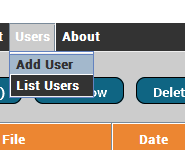 Users About
Add User
List Users
Delet
File Date